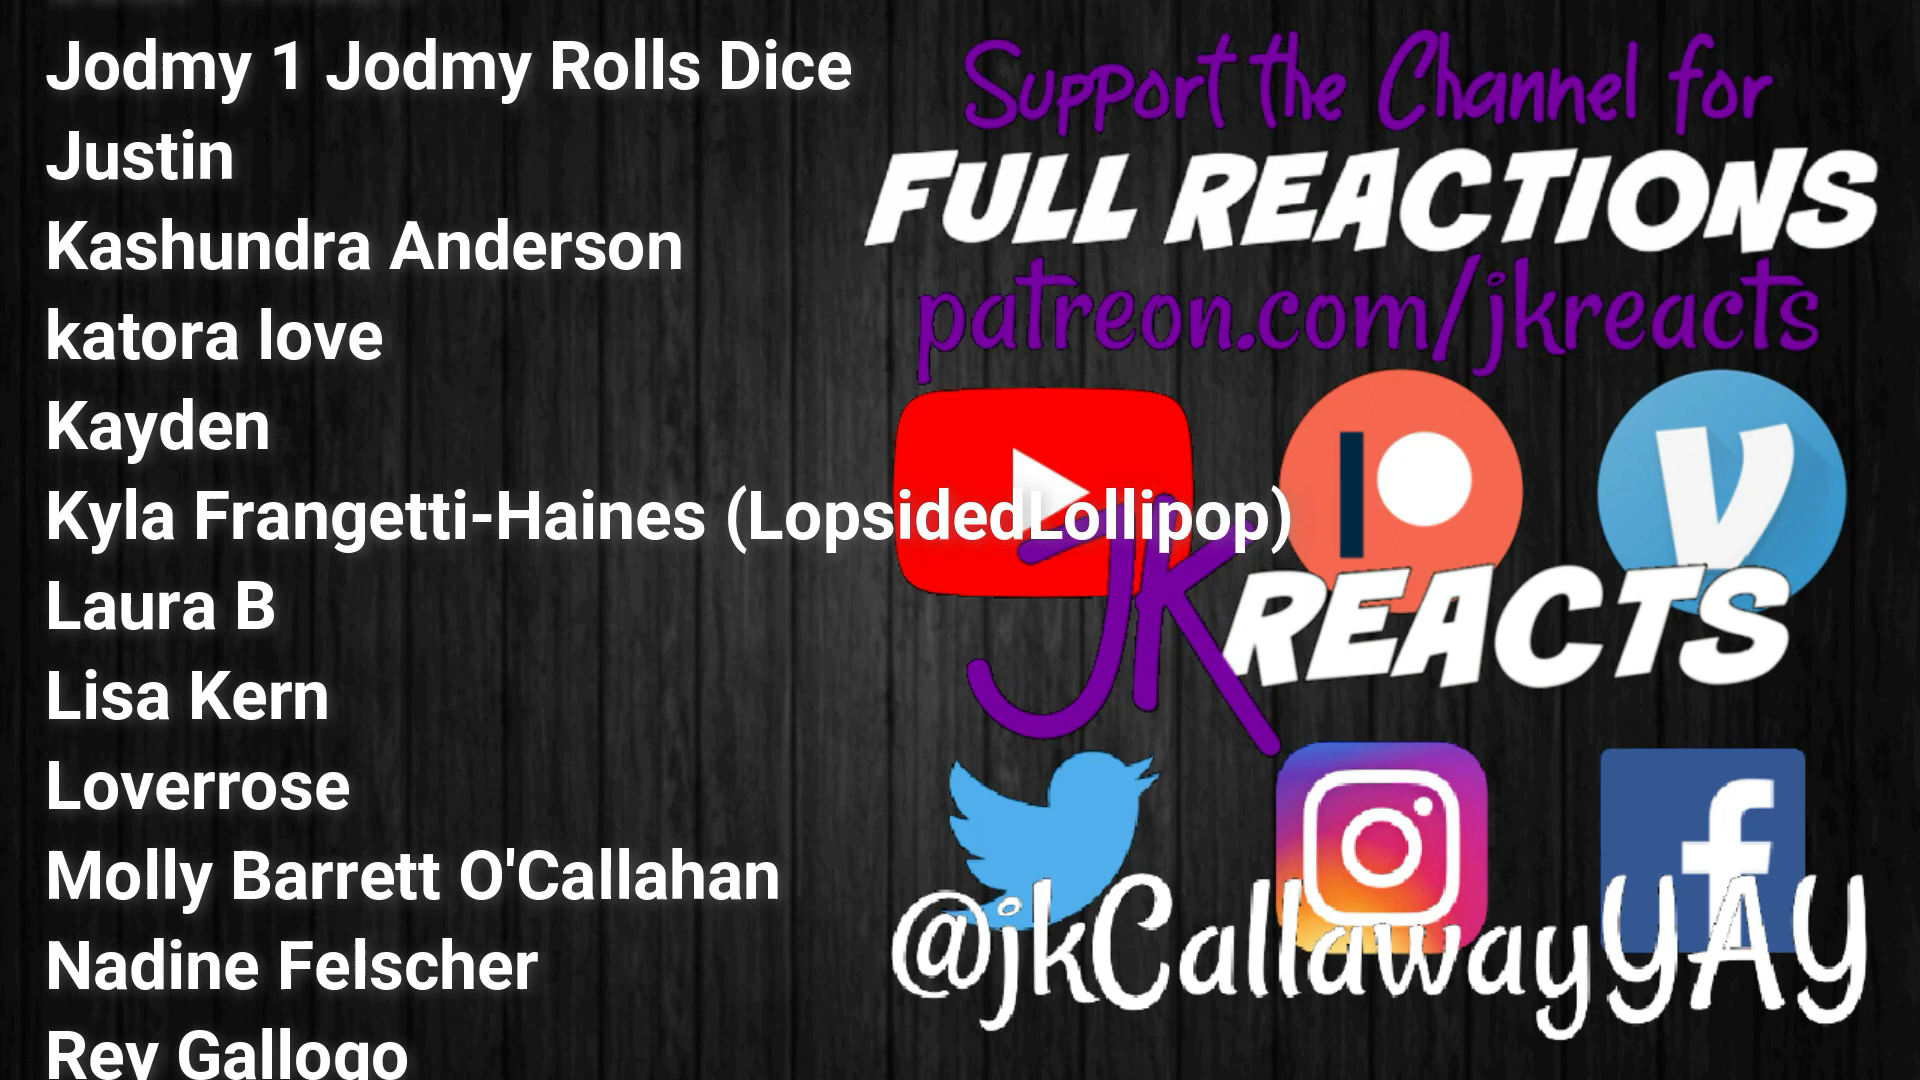 Jodmy 1 Jodmy Rolls Dice
Justin
Kashundra Anderson
katora love
Kayden
Kyla Frangetti-Haines (LopsidedLollipop)
Laura B
Lisa Kern
Loverrose
Molly Barrett O'Callahan
Nadine Felscher
Rey Gallogo
Support the Channel for
FULL REACTIONS
patreon.com/jkreacts
JK REACTS
@jkCallawayYAY